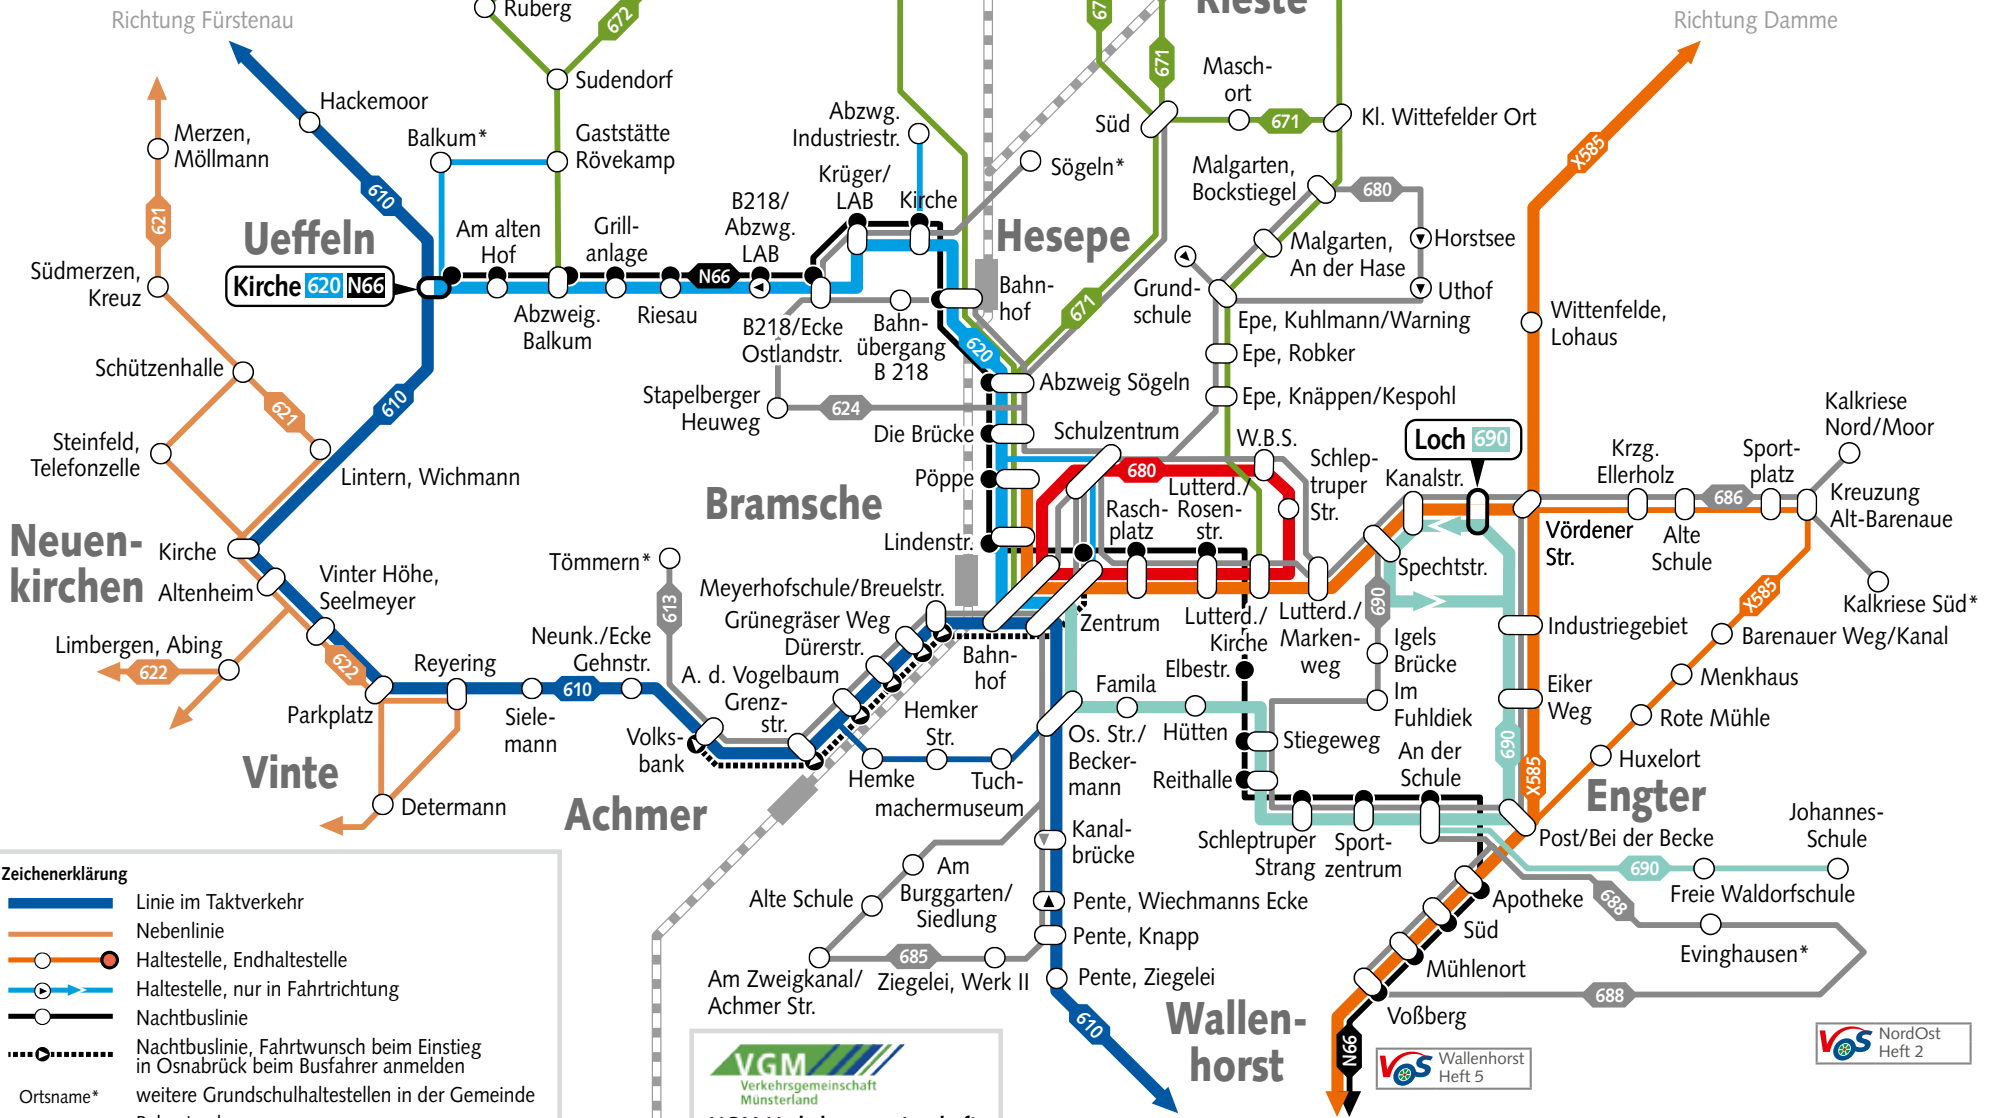 Richtung Fürstenau
Ruberg
672
67
Rieste
Richtung Damme
Hackemoor
Sudendorf
671
Masch-
ort
Merzen,
Möllmann
Balkum*
Gaststätte
Rövekamp
Abzwg.
Industriestr.
Süd
671
Kl. Wittefelder Ort
X585
621
610
Krüger/
LAB
Kirche
Sögeln*
Malgarten,
Bockstiegel
680
Ueffeln
Am alten
Hof
Grill-
anlage
B218/
Abzwg.
LAB
Hesepe
Malgarten,
An der Hase
Horstsee
Südmerzen,
Kreuz
Kirche 620 N66
N66
Bahn-
hof
Grund-
schule
Uthof
Abzweig.
Balkum
Riesau
B218/Ecke
Ostlandstr.
Bahn-
übergang
B 218
620
671
Epe, Kuhlmann/Warning
Wittenfelde,
Lohaus
Epe, Robker
Schützenhalle
610
621
Stapelberger
Heuweg
624
Abzweig Sögeln
Epe, Knäppen/Kespohl
Steinfeld,
Telefonzelle
Lintern, Wichmann
Die Brücke
Schulzentrum
W.B.S.
Loch 690
Kalkriese
Nord/Moor
Krzg.
Ellerholz
Sport-
platz
Bramsche
Pöppe
680
Schlep-
truper
Str.
Kanalstr.
686
Kreuzung
Alt-Barenaue
Rasch-
platz
Lutterd./
Rosen-
str.
Vördener
Str.
Alte
Schule
Neuen-
kirchen
Kirche
Lindenstr.
Tömmern*
Spechtstr.
Altenheim
Vinter Höhe,
Seelmeyer
613
Meyerhofschule/Breuelstr.
Grünegräser Weg
Dürerstr.
Zentrum
Lutterd./
Kirche
Lutterd./
Marken-
weg
690
X585
Kalkriese Süd*
Limbergen, Abing
622
622
Reyering
Neunk./Ecke
Gehnstr.
A. d. Vogelbaum
Grenz-
str.
Bahn-
hof
Elbestr.
Igels
Brücke
Industriegebiet
Barenauer Weg/Kanal
610
Famila
Im
Fuhldiek
Eiker
Weg
Menkhaus
Parkplatz
Siele-
mann
Volks-
bank
Hemker
Str.
Os. Str./
Becker-
mann
Hütten
Stiegeweg
An der
Schule
690
X585
Rote Mühle
Vinte
Hemke
Tuch-
machermuseum
Reithalle
Huxelort
Determann
Achmer
Engter
Kanal-
brücke
Schleptruper
Strang
Sport-
zentrum
Post/Bei der Becke
Johannes-
Schule
Am
Burggarten/
Siedlung
690
Freie Waldorfschule
Alte Schule
Pente, Wiechmanns Ecke
Apotheke
688
Süd
Pente, Knapp
Evinghausen*
685
Mühlenort
Am Zweigkanal/
Achmer Str.
Ziegelei, Werk II
Pente, Ziegelei
688
Voßberg
610
Wallen-
horst
N66
VOS Wallenhorst
Heft 5
VOS NordOst
Heft 2
Zeichenerklärung
Linie im Taktverkehr
Nebenlinie
Haltestelle, Endhaltestelle
Haltestelle, nur in Fahrtrichtung
Nachtbuslinie
Nachtbuslinie, Fahrtwunsch beim Einstieg
in Osnabrück beim Busfahrer anmelden
Ortsname* weitere Grundschulhaltestellen in der Gemeinde
VGM
Verkehrsgemeinschaft
Münsterland